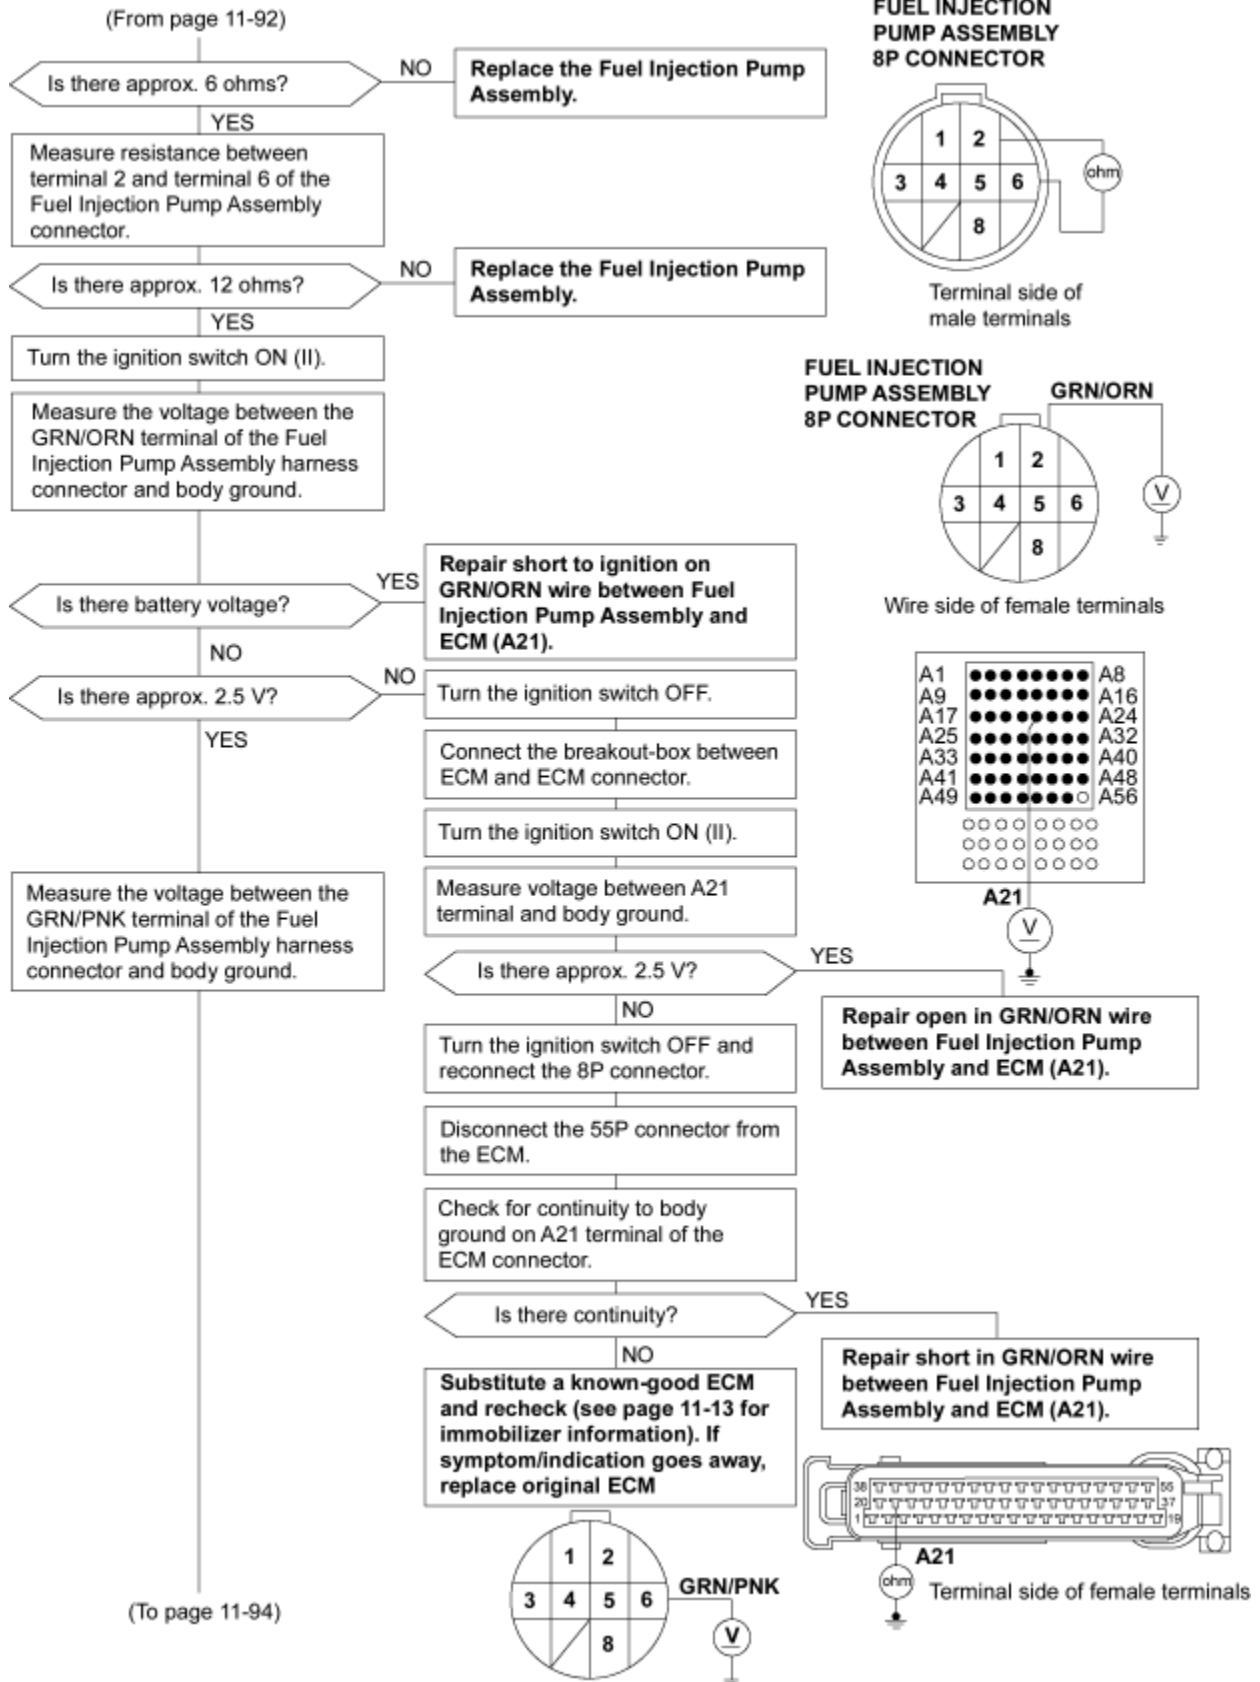 (From page 11-92)
Is there approx. 6 ohms?
NO
Replace the Fuel Injection Pump
Assembly.
YES
Measure resistance between
terminal 2 and terminal 6 of the
Fuel Injection Pump Assembly
connector.
FUEL INJECTION
PUMP ASSEMBLY
8P CONNECTOR
1 2
3 4 5 6
8
ohm
Terminal side of
male terminals
Is there approx. 12 ohms?
NO
Replace the Fuel Injection Pump
Assembly.
YES
Turn the ignition switch ON (II).
Measure the voltage between the
GRN/ORN terminal of the Fuel
Injection Pump Assembly harness
connector and body ground.
FUEL INJECTION
PUMP ASSEMBLY
8P CONNECTOR
GRN/ORN
1 2
3 4 5 6
8
V
Wire side of female terminals
Is there battery voltage?
YES
Repair short to ignition on
GRN/ORN wire between Fuel
Injection Pump Assembly and
ECM (A21).
NO
Is there approx. 2.5 V?
NO
Turn the ignition switch OFF.
YES
Connect the breakout-box between
ECM and ECM connector.
Turn the ignition switch ON (II).
Measure voltage between A21
terminal and body ground.
A1 A8
A9 A16
A17 A24
A25 A32
A33 A40
A41 A48
A49 A56
A21
V
Measure the voltage between the
GRN/PNK terminal of the Fuel
Injection Pump Assembly harness
connector and body ground.
Is there approx. 2.5 V?
YES
Repair open in GRN/ORN wire
between Fuel Injection Pump
Assembly and ECM (A21).
NO
Turn the ignition switch OFF and
reconnect the 8P connector.
Disconnect the 55P connector from
the ECM.
Check for continuity to body
ground on A21 terminal of the
ECM connector.
Is there continuity?
YES
Repair short in GRN/ORN wire
between Fuel Injection Pump
Assembly and ECM (A21).
NO
Substitute a known-good ECM
and recheck (see page 11-13 for
immobilizer information). If
symptom/indication goes away,
replace original ECM
38 55
20 37
1 19
A21
ohm
Terminal side of female terminals
1 2
3 4 5 6
8
GRN/PNK
V
(To page 11-94)